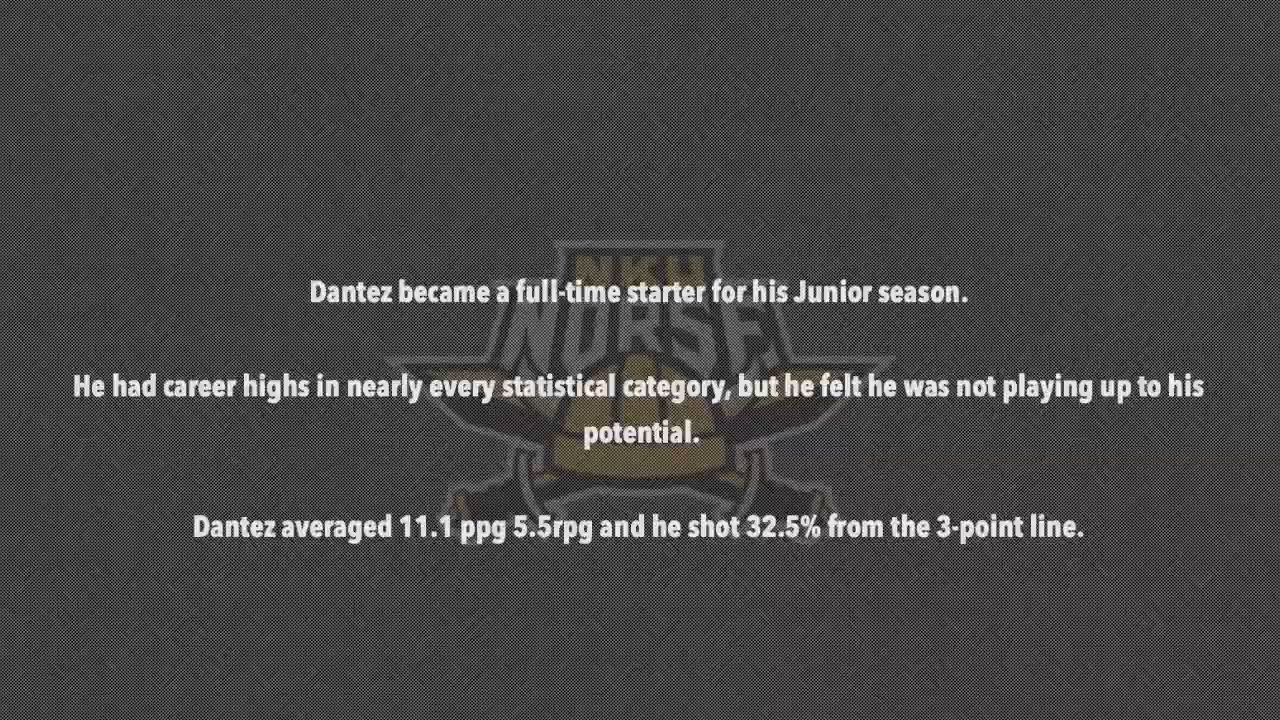 NKU
NORSE
Dantez became a full-time starter for his Junior season.
He had career highs in nearly every statistical category, but he felt he was not playing up to his
potential.
Dantez averaged 11.1 ppg 5.5rpg and he shot 32.5% from the 3-point line.